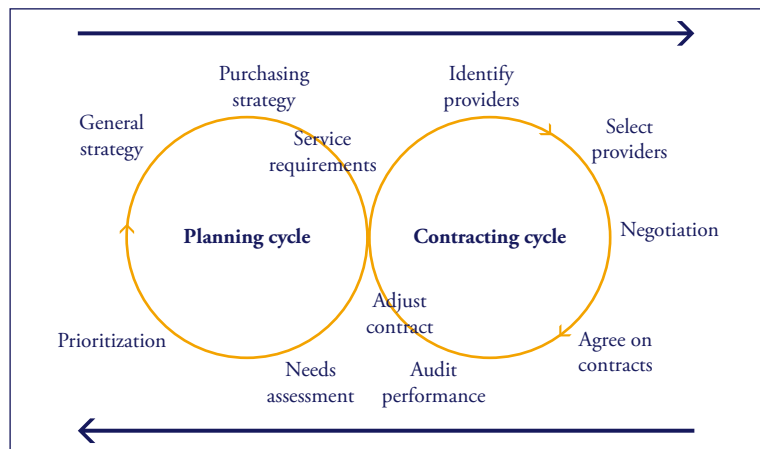 Purchasing
strategy
Identify
providers
General
strategy
Service
requirements
Select
providers
Planning cycle
Contracting cycle
Negotiation
Adjust
contract
Prioritization
Agree on
contracts
Needs
assessment
Audit
performance